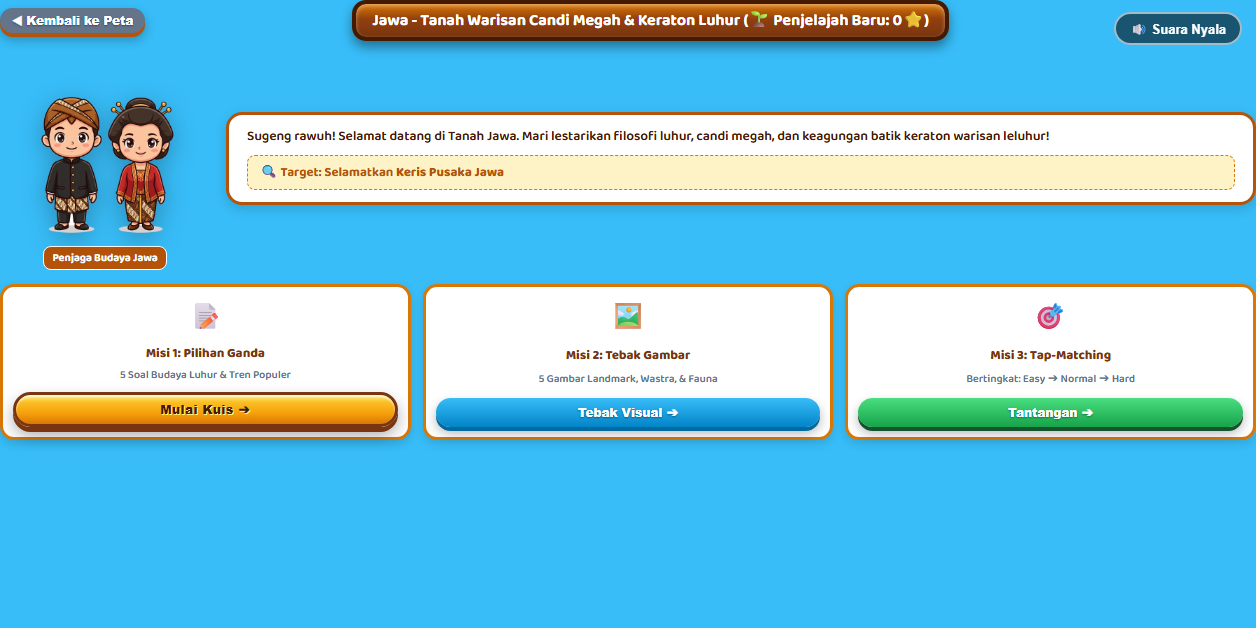 ◀ Kembali ke Peta
Jawa - Tanah Warisan Candi Megah & Keraton Luhur (🌱 Penjelajah Baru: 0 ⭐)
🔊 Suara Nyala
Sugeng rawuh! Selamat datang di Tanah Jawa. Mari lestarikan filosofi luhur, candi megah, dan keagungan batik keraton warisan leluhur!
🔍 Target: Selamatkan Keris Pusaka Jawa
Penjaga Budaya Jawa
Misi 1: Pilihan Ganda
5 Soal Budaya Luhur & Tren Populer
Mulai Kuis ➔
Misi 2: Tebak Gambar
5 Gambar Landmark, Wastra, & Fauna
Tebak Visual ➔
Misi 3: Tap-Matching
Bertingkat: Easy ➔ Normal ➔ Hard
Tantangan ➔